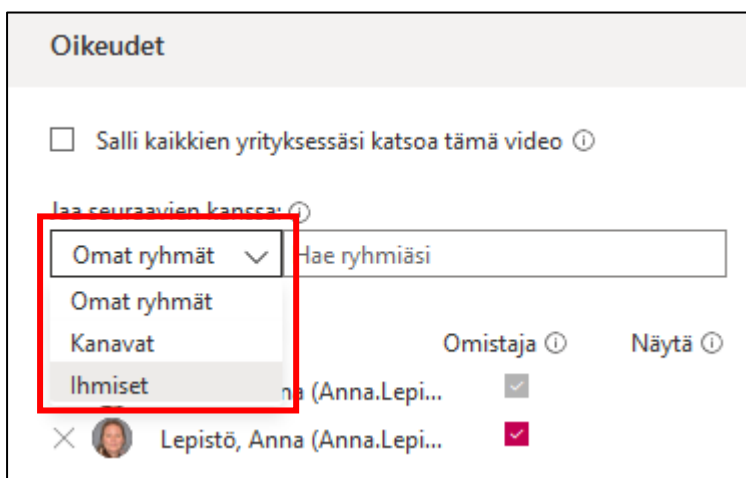 Oikeudet
Salli kaikkien yrityksessäsi katsoa tämä video
Jaa seuraavien kanssa:
Omat ryhmät Hae ryhmiäsi
Omat ryhmät
Kanavat Omistaja Näytä
Ihmiset na (Anna.Lepi...
Lepistö, Anna (Anna.Lepi...